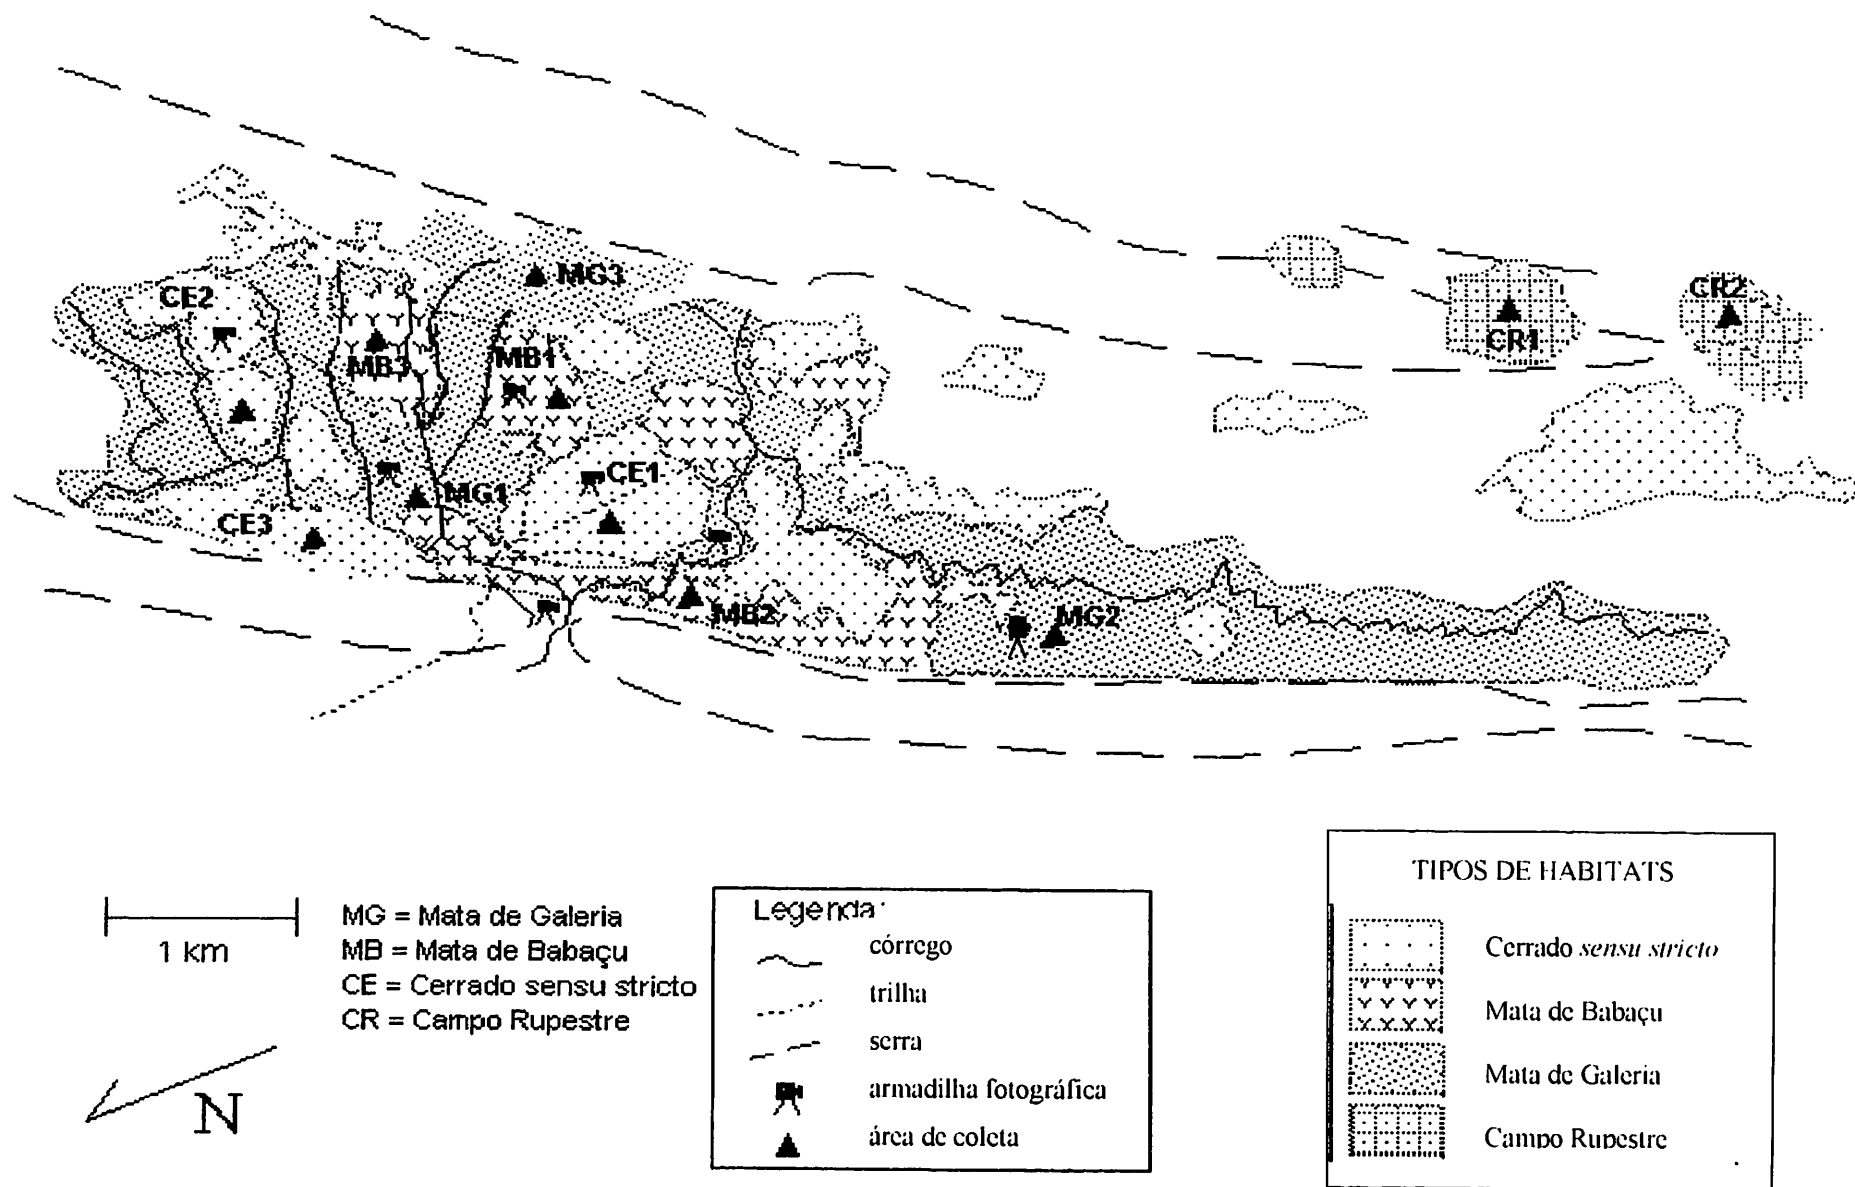 CE2
MG3
CR2
CR1
MB3
MB1
CE1
MG1
CE3
MB2
MG2
1 km
MG = Mata de Galeria
MB = Mata de Babaçu
CE = Cerrado sensu stricto
CR = Campo Rupestre
N
Legenda:
córrego
trilha
serra
armadilha fotográfica
área de coleta
TIPOS DE HABITATS
Cerrado sensu stricto
Mata de Babaçu
Mata de Galeria
Campo Rupestre